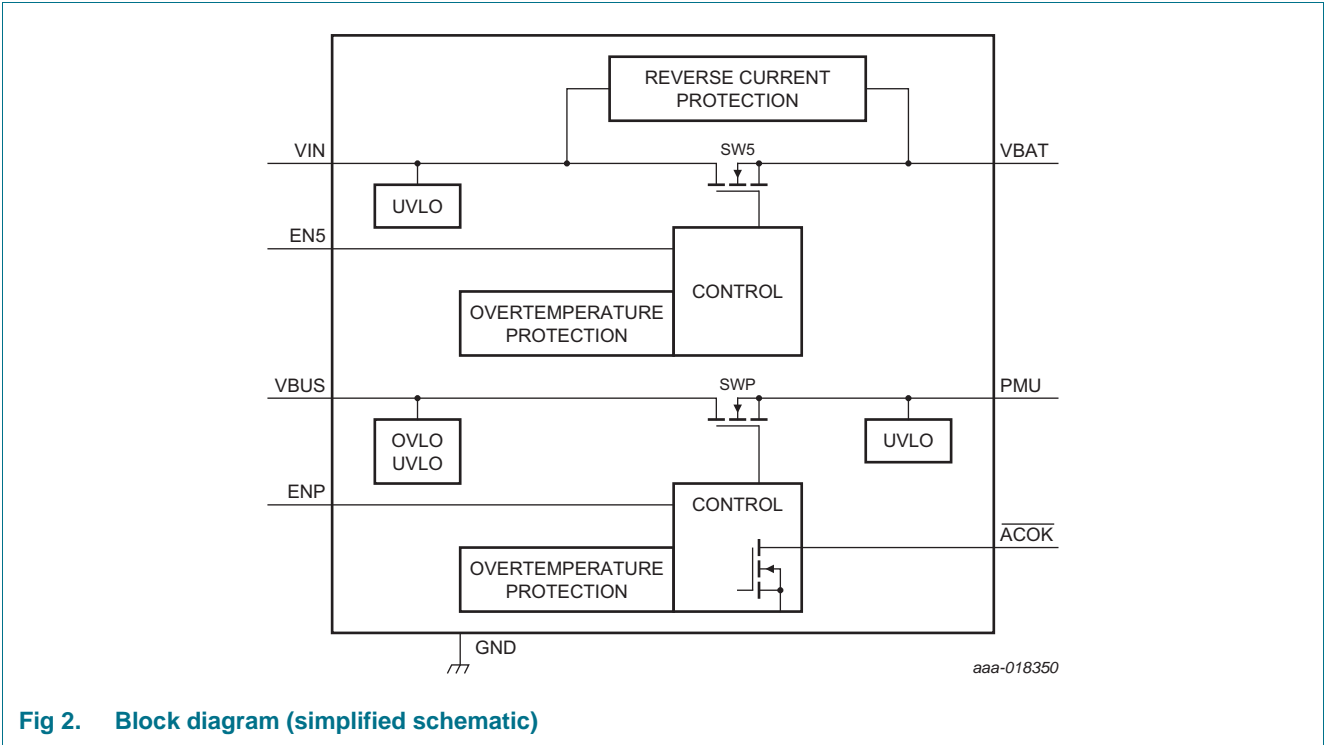 REVERSE CURRENT
PROTECTION
VIN
SW5
VBAT
UVLO
EN5
CONTROL
OVERTEMPERATURE
PROTECTION
VBUS
SWP
PMU
OVLO
UVLO
UVLO
ENP
CONTROL
ACOK
OVERTEMPERATURE
PROTECTION
GND
aaa-018350
Fig 2. Block diagram (simplified schematic)